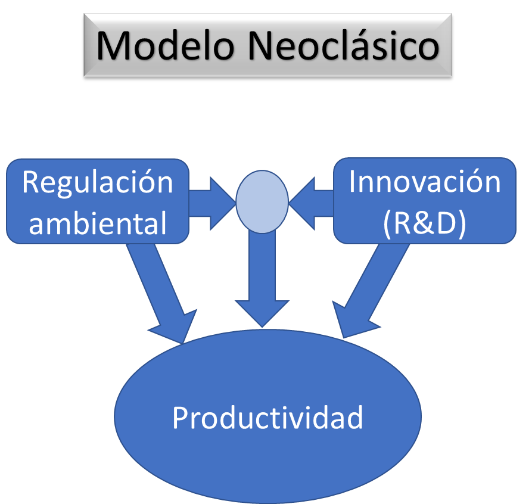 Modelo Neoclásico
Regulación
ambiental
Innovación
(R&D)
Productividad